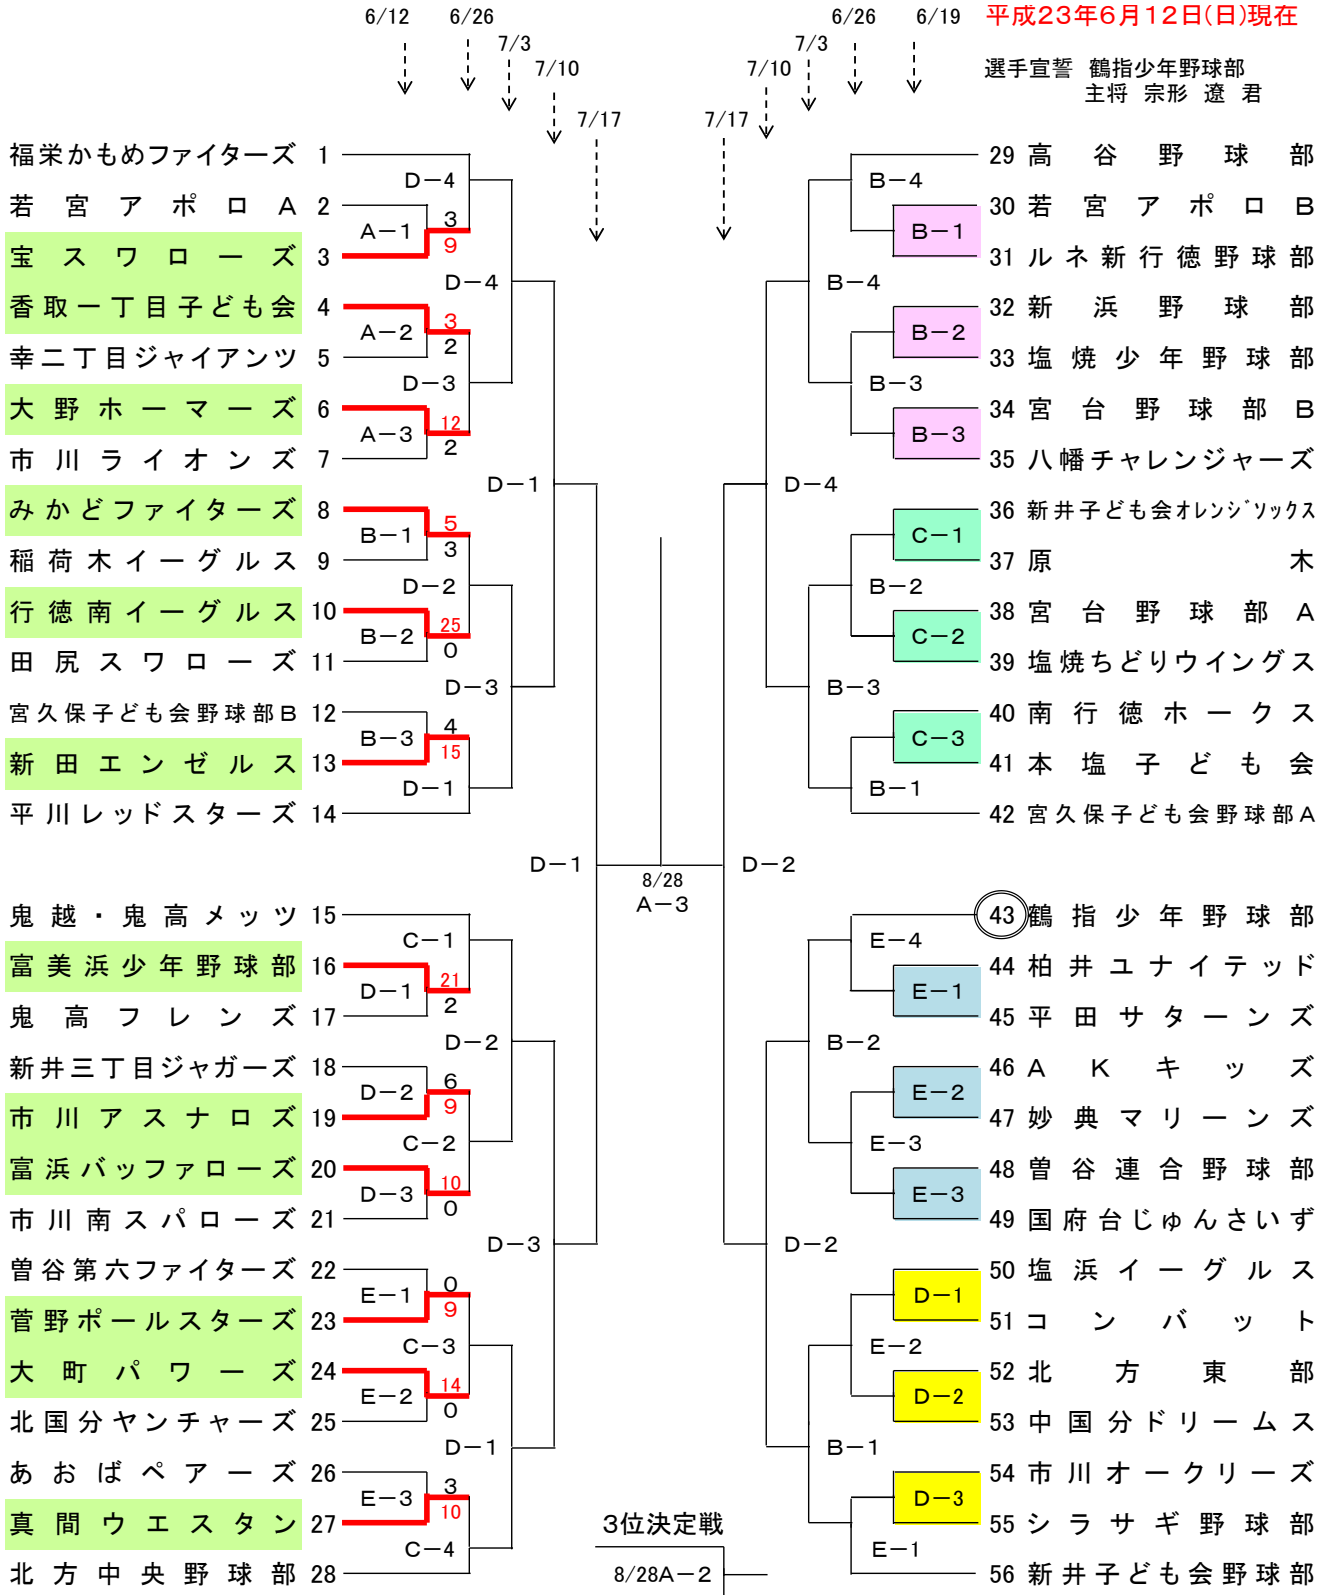 平成23年6月12日(日)現在
6/12 6/26 7/3 7/10 7/17
7/17 7/10 7/3 6/26 6/19
選手宣誓 鶴指少年野球部
主将 宗形 遼 君
福栄かもめファイターズ 1
D-4
若宮アポロA 2
A-1 3
9
宝スワローズ 3
D-4
香取一丁目子ども会 4
A-2 3
2
幸二丁目ジャイアンツ 5
D-3
大野ホーマーズ 6
A-3 12
2
市川ライオンズ 7
D-1
みかどファイターズ 8
B-1 5
3
稲荷木イーグルス 9
D-2
行徳南イーグルス 10
B-2 25
0
田尻スワローズ 11
D-3
宮久保子ども会野球部B 12
B-3 4
15
新田エンゼルス 13
D-1
平川レッドスターズ 14
D-1
8/28
A-3
D-2
鬼越・鬼高メッツ 15
C-1
富美浜少年野球部 16
D-1 21
2
鬼高フレンズ 17
D-2
新井三丁目ジャガーズ 18
D-2 6
9
市川アスナロズ 19
C-2
富浜バッファローズ 20
D-3 10
0
市川南スパローズ 21
D-3
曽谷第六ファイターズ 22
E-1 0
9
菅野ポールスターズ 23
C-3
大町パワーズ 24
E-2 14
0
北国分ヤンチャーズ 25
D-1
あおばペアーズ 26
E-3 3
10
真間ウエスタン 27
C-4
北方中央野球部 28
3位決定戦
8/28A-2
29 高谷野球部
B-4
30 若宮アポロB
B-1
31 ルネ新行徳野球部
B-4
32 新浜野球部
B-2
33 塩焼少年野球部
B-3
34 宮台野球部B
B-3
35 八幡チャレンジャーズ
D-4
36 新井子ども会オレンジソックス
C-1
37 原木
B-2
38 宮台野球部A
C-2
39 塩焼ちどりウイングス
B-3
40 南行徳ホークス
C-3
41 本塩子ども会
B-1
42 宮久保子ども会野球部A
43 鶴指少年野球部
E-4
44 柏井ユナイテッド
E-1
45 平田サターンズ
B-2
46 AKキッズ
E-2
47 妙典マリーンズ
E-3
48 曽谷連合野球部
E-3
49 国府台じゅんさいず
D-2
50 塩浜イーグルス
D-1
51 コンバット
E-2
52 北方東部
D-2
53 中国分ドリームス
B-1
54 市川オークリーズ
D-3
55 シラサギ野球部
E-1
56 新井子ども会野球部